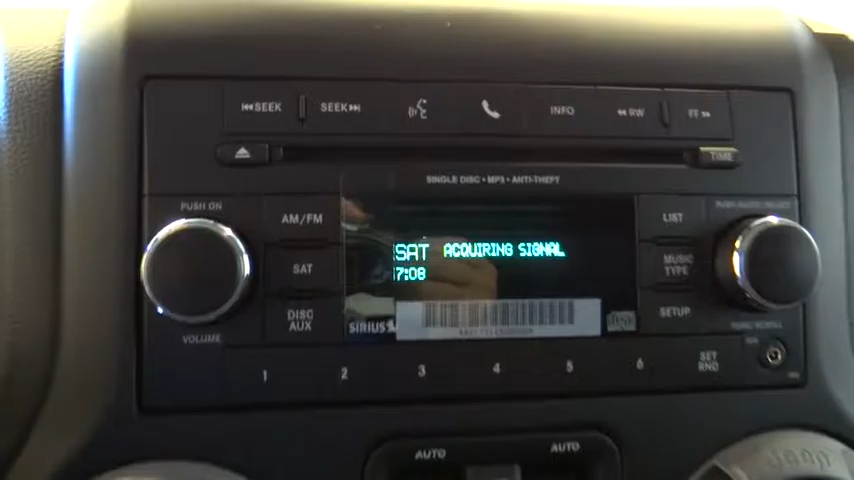 ⏮SEEK SEEK⏭ INFO ◀◀RW FF▶▶
TIME
SINGLE DISC • MP3 • ANTI-THEFT
PUSH ON
AM/FM
LIST
SAT
MUSIC
TYPE
SAT ACQUIRING SIGNAL
7:08
DISC
AUX
SETUP
SIRIUS
VOLUME
1 2 3 4 5 6 SET
RND
AUTO AUTO
Jeep